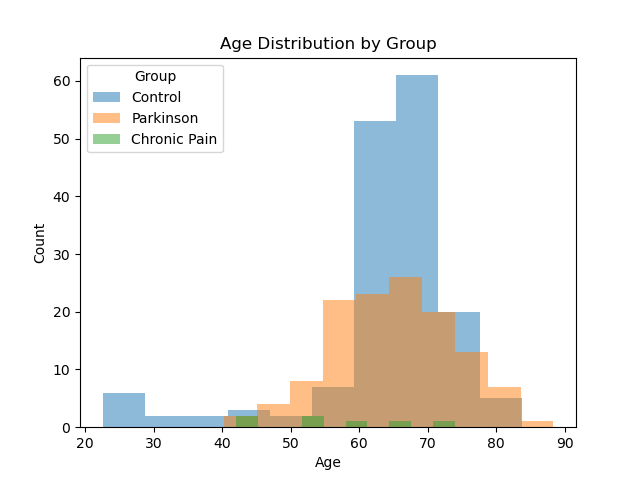 Age Distribution by Group
Group
Control
Parkinson
Chronic Pain
60
50
40
30
20
10
0
Count
20 30 40 50 60 70 80 90
Age